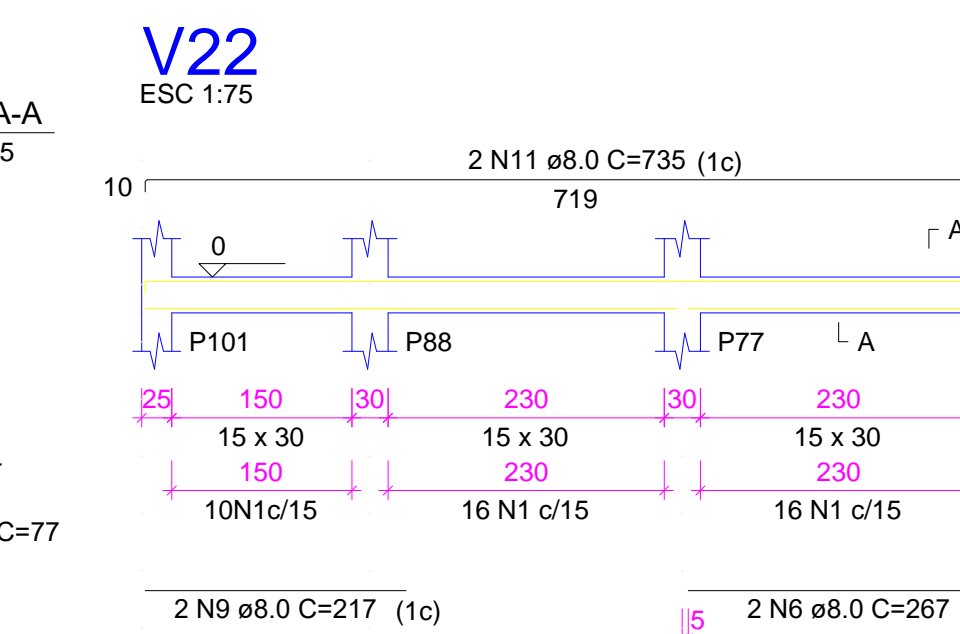 V22
ESC 1:75
A-A
5
2 N11 ø8.0 C=735 (1c)
10
719
0
A
P101
P88
P77
A
25 150 30 230 30 230
15 x 30 15 x 30 15 x 30
150 230 230
10N1c/15 16 N1 c/15 16 N1 c/15
C=77
2 N9 ø8.0 C=217 (1c)
2 N6 ø8.0 C=267
5